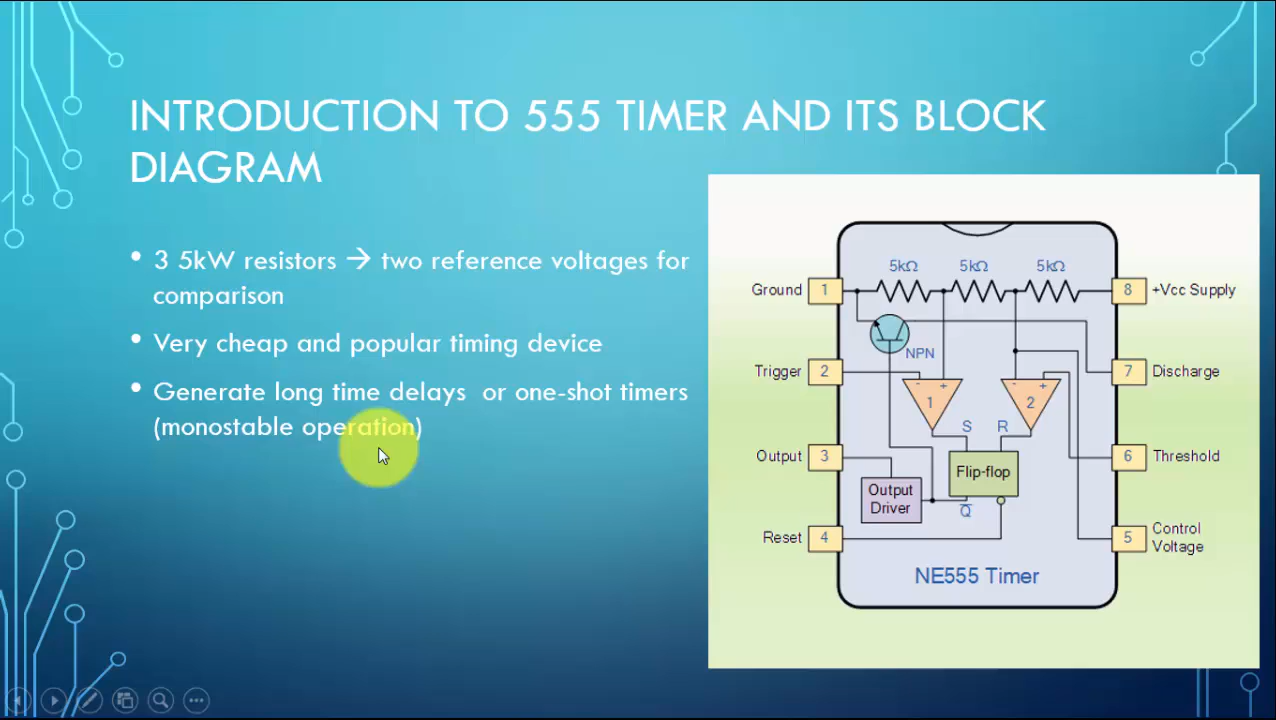 INTRODUCTION TO 555 TIMER AND ITS BLOCK
DIAGRAM
• 3 5kW resistors → two reference voltages for
comparison
• Very cheap and popular timing device
• Generate long time delays or one-shot timers
(monostable operation)
5kΩ 5kΩ 5kΩ
Ground 1 8 +Vcc Supply
NPN
Trigger 2 7 Discharge
- + - +
1 2
S R
Output 3 6 Threshold
Flip-flop
Output
Driver
Q̅
Reset 4 5 Control
Voltage
NE555 Timer